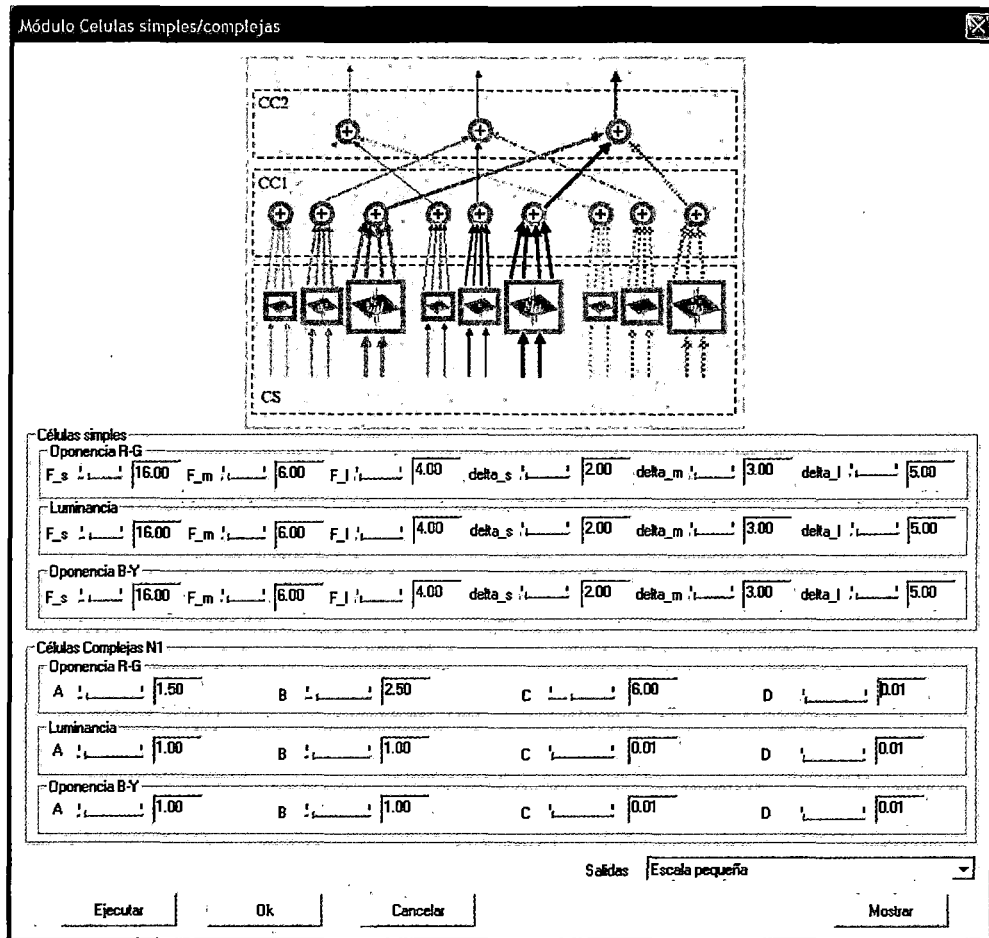 Módulo Celulas simples/complejas
CC2
CC1
CS
Células simples
Oponencia R-G
F_s 16.00 F_m 6.00 F_l 4.00 delta_s 2.00 delta_m 3.00 delta_l 5.00
Luminancia
F_s 16.00 F_m 6.00 F_l 4.00 delta_s 2.00 delta_m 3.00 delta_l 5.00
Oponencia B-Y
F_s 16.00 F_m 6.00 F_l 4.00 delta_s 2.00 delta_m 3.00 delta_l 5.00
Células Complejas N1
Oponencia R-G
A 1.50 B 2.50 C 6.00 D 0.01
Luminancia
A 1.00 B 1.00 C 0.01 D 0.01
Oponencia B-Y
A 1.00 B 1.00 C 0.01 D 0.01
Salidas Escala pequeña
Ejecutar Ok Cancelar Mostrar